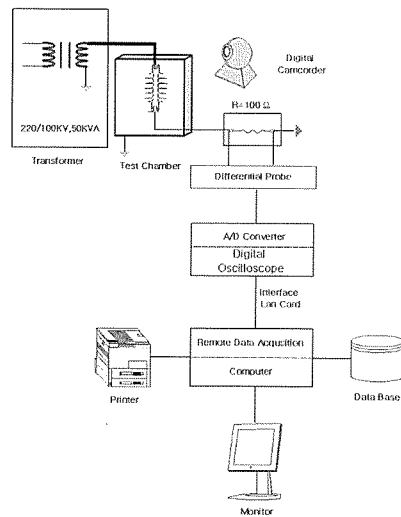 Digital
Camcorder
R=100 Ω
220/100KV,50KVA
Transformer
Test Chamber
Differential Probe
A/D Converter
Digital
Oscilloscope
Interface
Lan Card
Remote Data Acqusition
Computer
Printer
Data Base
Monitor